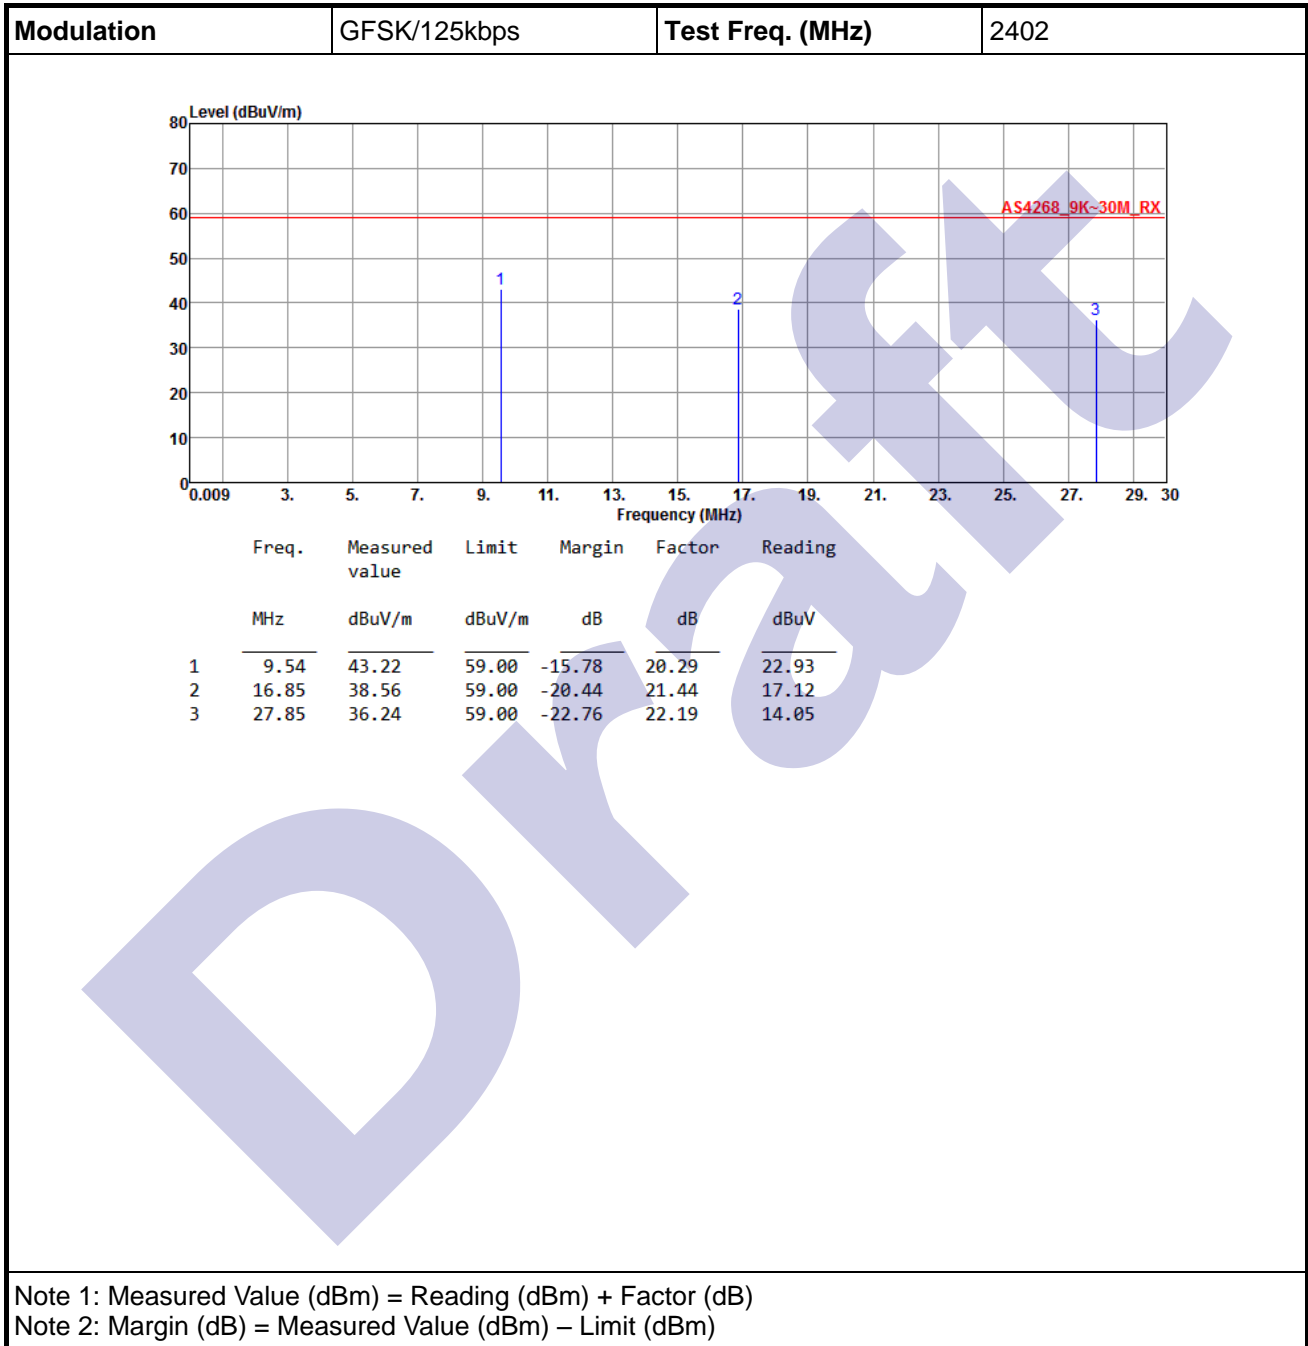 Modulation GFSK/125kbps Test Freq. (MHz) 2402
Level (dBuV/m)
80
70
60
AS4268_9K~30M_RX
50
1
40
2
3
30
20
10
0
0.009 3. 5. 7. 9. 11. 13. 15. 17. 19. 21. 23. 25. 27. 29. 30
Frequency (MHz)
Freq. Measured Limit Margin Factor Reading
value
MHz dBuV/m dBuV/m dB dB dBuV
1 9.54 43.22 59.00 -15.78 20.29 22.93
2 16.85 38.56 59.00 -20.44 21.44 17.12
3 27.85 36.24 59.00 -22.76 22.19 14.05
Draft
Note 1: Measured Value (dBm) = Reading (dBm) + Factor (dB)
Note 2: Margin (dB) = Measured Value (dBm) – Limit (dBm)